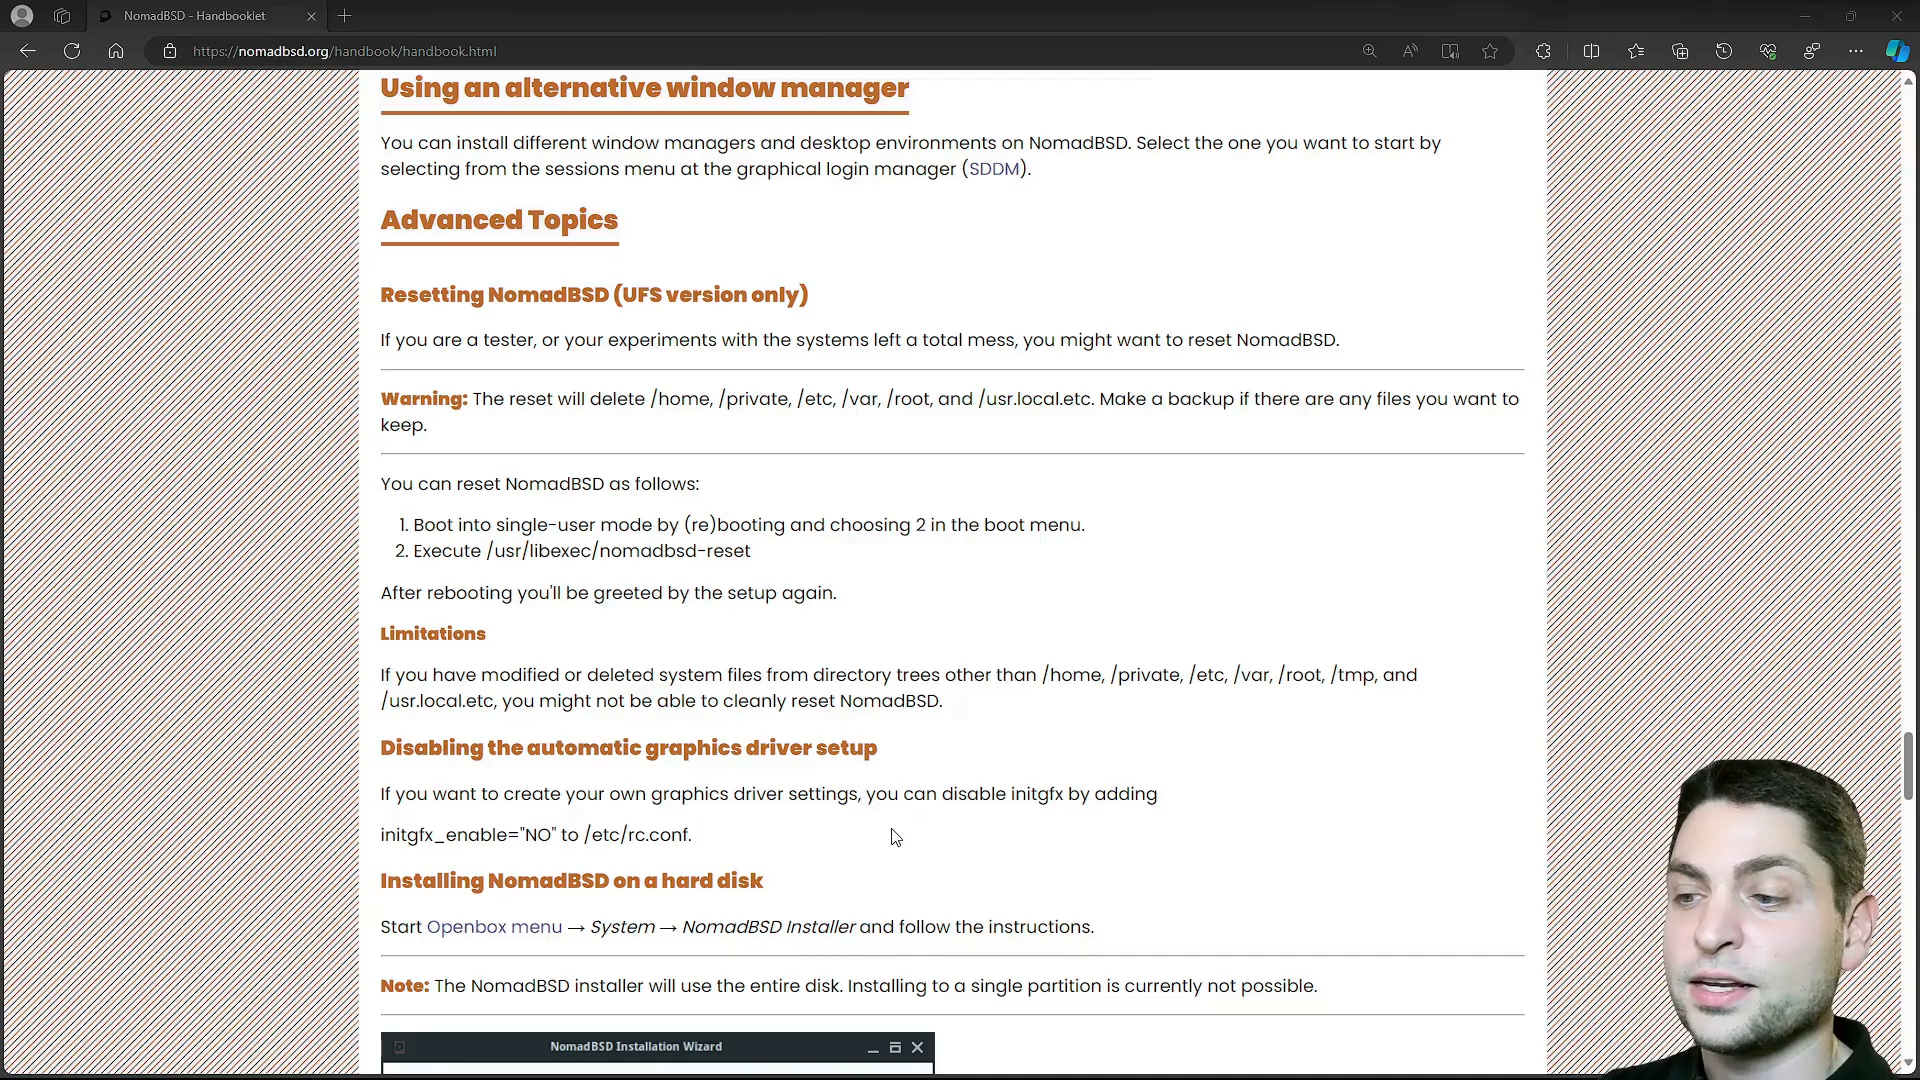 NomadBSD - Handbooklet
https://nomadbsd.org/handbook/handbook.html
Using an alternative window manager
You can install different window managers and desktop environments on NomadBSD. Select the one you want to start by
selecting from the sessions menu at the graphical login manager (SDDM).
Advanced Topics
Resetting NomadBSD (UFS version only)
If you are a tester, or your experiments with the systems left a total mess, you might want to reset NomadBSD.
Warning: The reset will delete /home, /private, /etc, /var, /root, and /usr.local.etc. Make a backup if there are any files you want to
keep.
You can reset NomadBSD as follows:
1. Boot into single-user mode by (re)booting and choosing 2 in the boot menu.
2. Execute /usr/libexec/nomadbsd-reset
After rebooting you'll be greeted by the setup again.
Limitations
If you have modified or deleted system files from directory trees other than /home, /private, /etc, /var, /root, /tmp, and
/usr.local.etc, you might not be able to cleanly reset NomadBSD.
Disabling the automatic graphics driver setup
If you want to create your own graphics driver settings, you can disable initgfx by adding
initgfx_enable="NO" to /etc/rc.conf.
Installing NomadBSD on a hard disk
Start Openbox menu → System → NomadBSD Installer and follow the instructions.
Note: The NomadBSD installer will use the entire disk. Installing to a single partition is currently not possible.
NomadBSD Installation Wizard